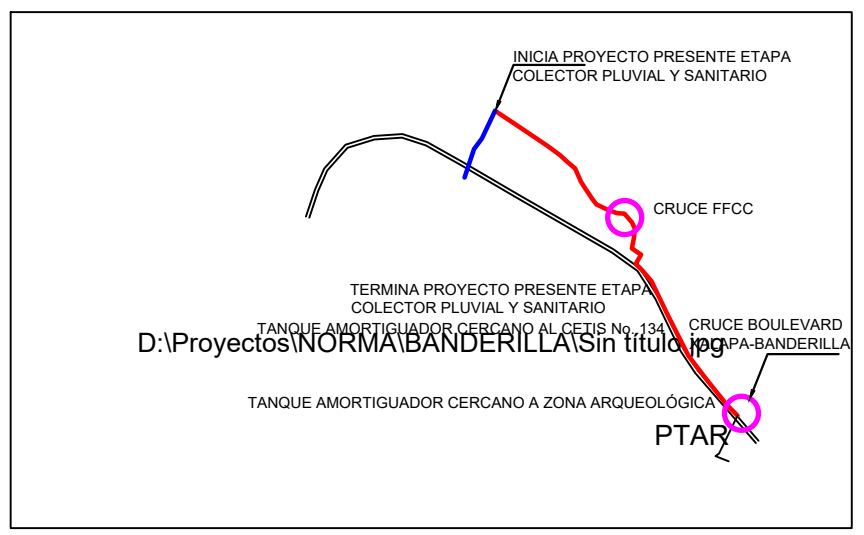 INICIA PROYECTO PRESENTE ETAPA
COLECTOR PLUVIAL Y SANITARIO
CRUCE FFCC
TERMINA PROYECTO PRESENTE ETAPA
COLECTOR PLUVIAL Y SANITARIO
TANQUE AMORTIGUADOR CERCANO AL CETIS No. 134
CRUCE BOULEVARD
XALAPA-BANDERILLA
D:\Proyectos\NORMA\BANDERILLA\Sin título.jpg
TANQUE AMORTIGUADOR CERCANO A ZONA ARQUEOLÓGICA
PTAR